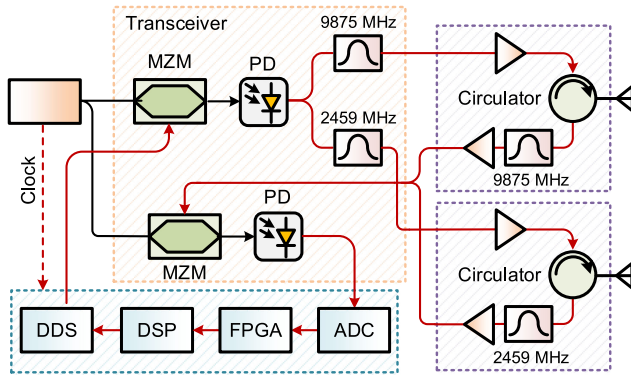 Transceiver
9875 MHz
MZM
PD
Circulator
2459 MHz
9875 MHz
Clock
PD
MZM
Circulator
DDS
DSP
FPGA
ADC
2459 MHz